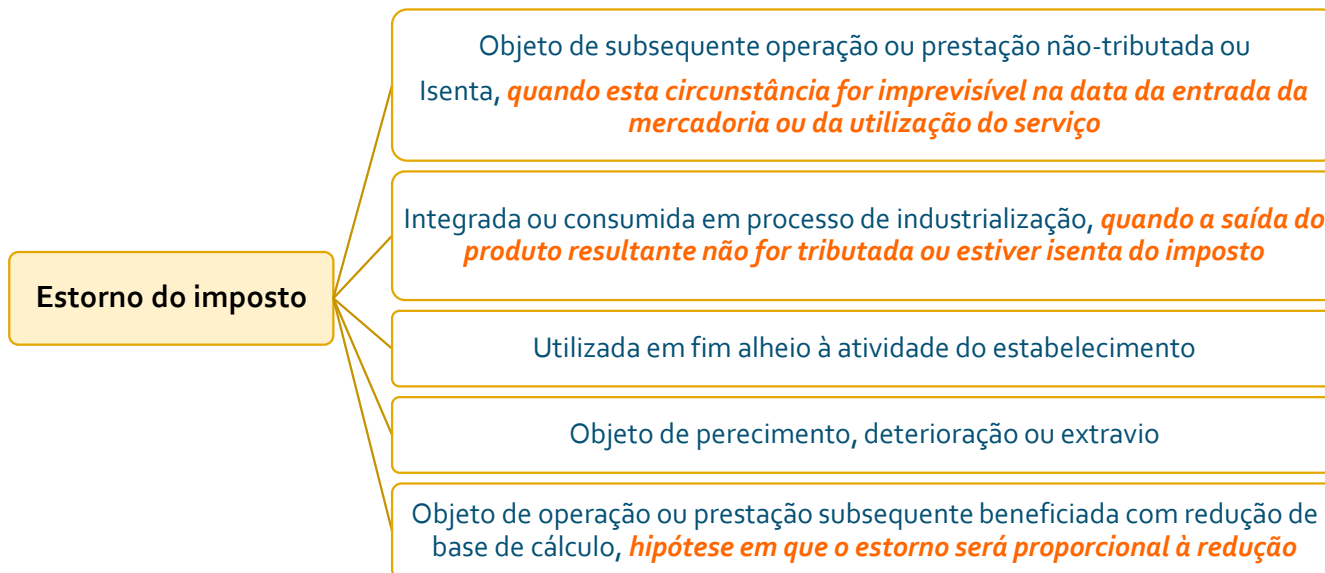 Objeto de subsequente operação ou prestação não-tributada ou
Isenta, quando esta circunstância for imprevisível na data da entrada da
mercadoria ou da utilização do serviço
Integrada ou consumida em processo de industrialização, quando a saída do
produto resultante não for tributada ou estiver isenta do imposto
Estorno do imposto
Utilizada em fim alheio à atividade do estabelecimento
Objeto de perecimento, deterioração ou extravio
Objeto de operação ou prestação subsequente beneficiada com redução de
base de cálculo, hipótese em que o estorno será proporcional à redução